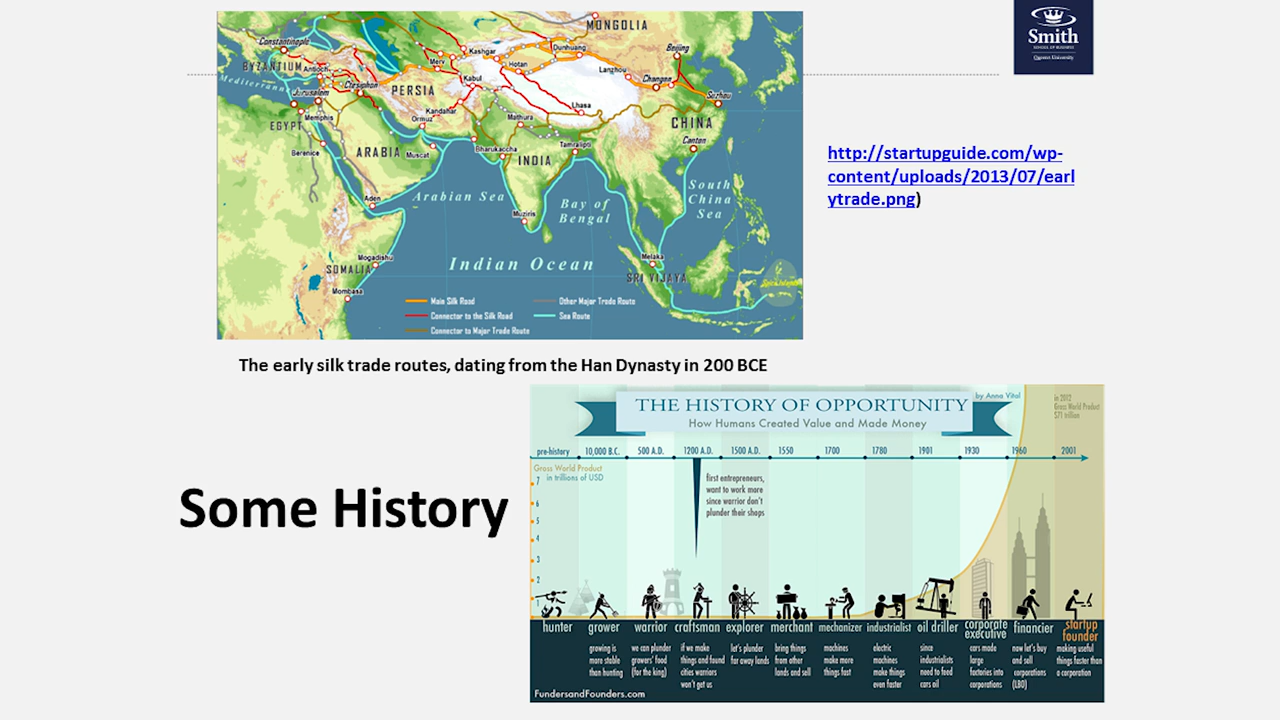 MONGOLIA
Constantinople
BYZANTIUM
Antioch
Mediterran
Jerusalem
Ctesiphon
Memphis
EGYPT
Berenice
ARABIA
PERSIA
Merv
Kashgar
Hotan
Dunhuang
Kabul
Kandahar
Ormuz
Muscat
Lanzhou
Beijing
Changan
Suzhou
Lhasa
CHINA
Mathura
Bharukaccha
INDIA
Tamralipti
Canton
Aden
Arabian Sea
Muziris
Bay of
Bengal
South
China
Sea
Mogadishu
SOMALIA
Mombasa
Indian Ocean
Melaka
SRI VIJAYA
Main Silk Road
Connector to the Silk Road
Connector to Major Trade Route
Other Major Trade Route
Sea Route
Smith
SCHOOL OF BUSINESS
Queen's University
http://startupguide.com/wp-
content/uploads/2013/07/earl
ytrade.png)
The early silk trade routes, dating from the Han Dynasty in 200 BCE
Some History
THE HISTORY OF OPPORTUNITY
by Anna Vital
How Humans Created Value and Made Money
in 2012
Gross World Product
$71 trillion
pre-history 10,000 B.C. 500 A.D. 1200 A.D. 1500 A.D. 1550 1700 1780 1901 1930 1960 2001
Gross World Product
in trillions of USD
7
6
5
4
3
2
1
first entrepreneurs,
want to work more
since warrior don't
plunder their shops
hunter grower warrior craftsman explorer merchant mechanizer industrialist oil driller corporate executive financier startup founder
growing is
more stable
than hunting
we can plunder
growers' food
(for the king)
if we make
things and found
cities warriors
won't get us
let's plunder
far away lands
bring things
from other
lands and sell
machines
make more
things fast
electric
machines
make things
even faster
since
industrialists
need to feed
cars oil
cars made
large
factories into
corporations
now let's buy
and sell
corporations
(LBO)
making useful
things faster than
a corporation
FundersandFounders.com